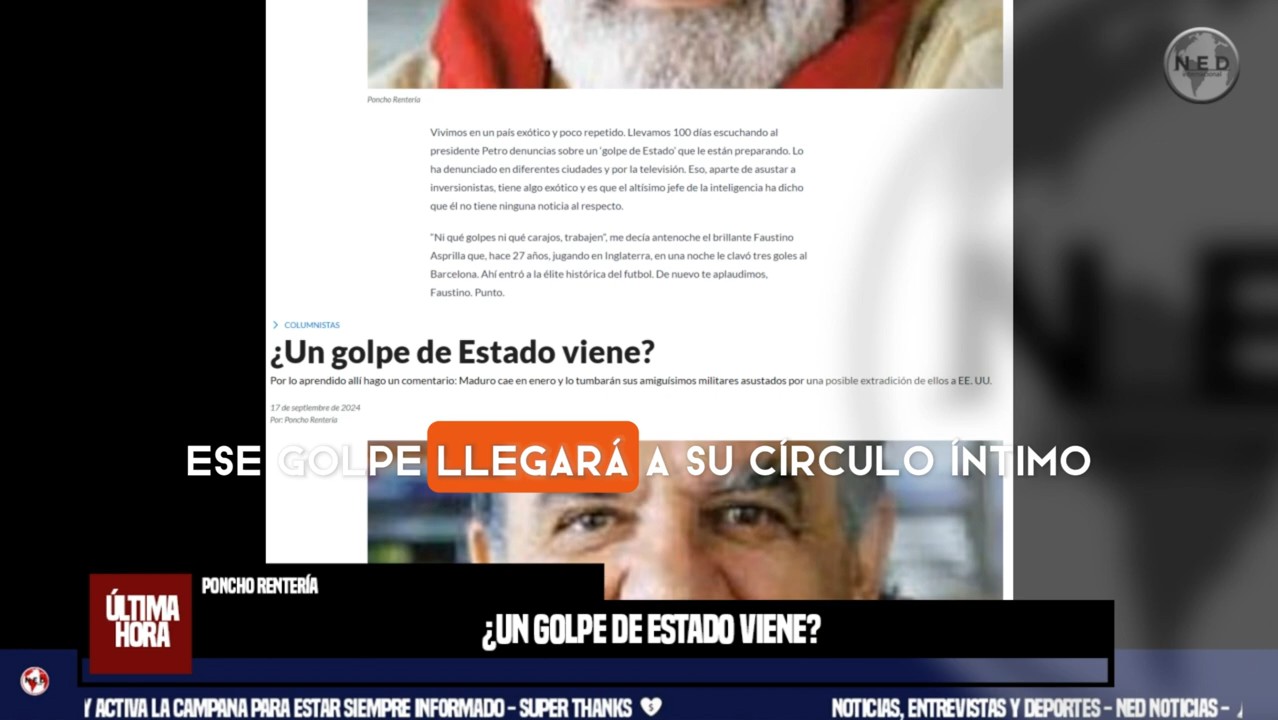 NED
International
Poncho Rentería
Vivimos en un país exótico y poco repetido. Llevamos 100 días escuchando al
presidente Petro denuncias sobre un 'golpe de Estado' que le están preparando. Lo
ha denunciado en diferentes ciudades y por la televisión. Eso, aparte de asustar a
inversionistas, tiene algo exótico y es que el altísimo jefe de la inteligencia ha dicho
que él no tiene ninguna noticia al respecto.
"Ni qué golpes ni qué carajos, trabajen", me decía antenoche el brillante Faustino
Asprilla que, hace 27 años, jugando en Inglaterra, en una noche le clavó tres goles al
Barcelona. Ahí entró a la élite histórica del futbol. De nuevo te aplaudimos,
Faustino. Punto.
COLUMNISTAS
¿Un golpe de Estado viene?
Por lo aprendido allí hago un comentario: Maduro cae en enero y lo tumbarán sus amiguísimos militares asustados por una posible extradición de ellos a EE. UU.
17 de septiembre de 2024
Por: Poncho Rentería
ESE GOLPE LLEGARÁ A SU CÍRCULO ÍNTIMO
PONCHO RENTERÍA
ÚLTIMA
HORA
¿UN GOLPE DE ESTADO VIENE?
Y ACTIVA LA CAMPANA PARA ESTAR SIEMPRE INFORMADO - SUPER THANKS
NOTICIAS, ENTREVISTAS Y DEPORTES - NED NOTICIAS -